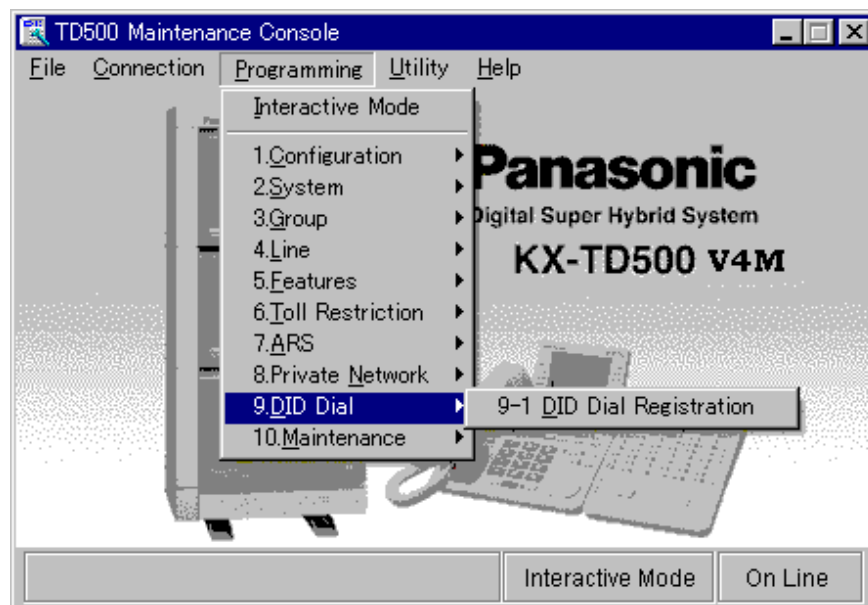 TD500 Maintenance Console
File Connection Programming Utility Help
Interactive Mode
1.Configuration
2.System
3.Group
4.Line
5.Features
6.Toll Restriction
7.ARS
8.Private Network
9.DID Dial
9-1 DID Dial Registration
10.Maintenance
Panasonic
Digital Super Hybrid System
KX-TD500 V4M
Interactive Mode On Line